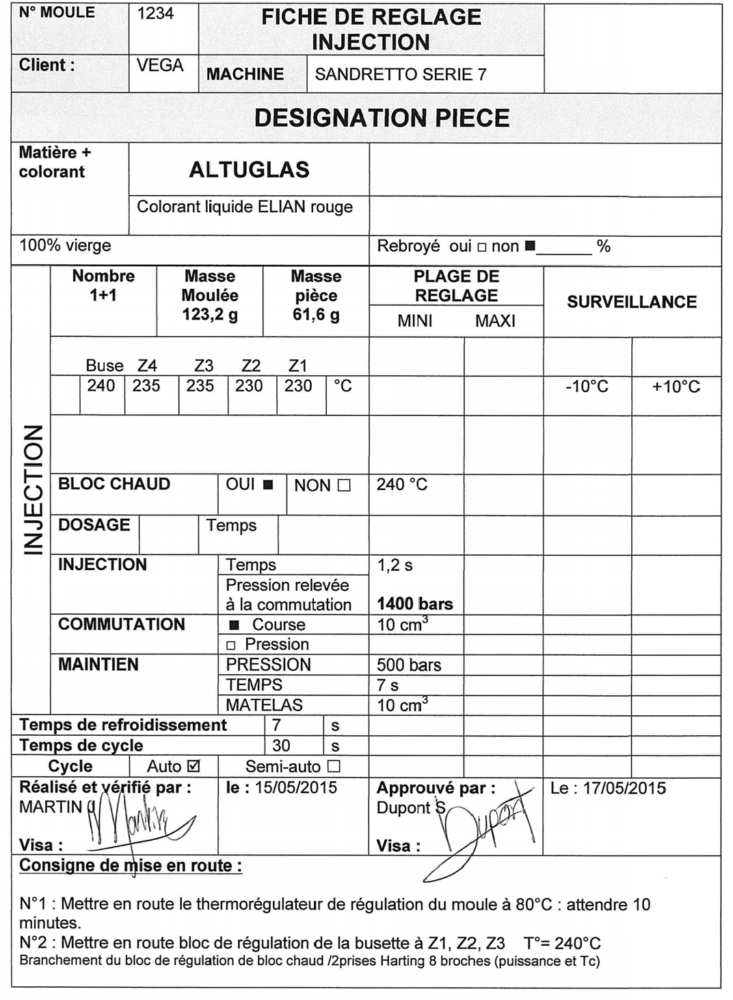 N° MOULE 1234 FICHE DE REGLAGE
INJECTION
Client : VEGA MACHINE SANDRETTO SERIE 7
DESIGNATION PIECE
Matière +
colorant ALTUGLAS
Colorant liquide ELIAN rouge
100% vierge Rebroyé oui □ non ■______ %
INJECTION
Nombre Masse Masse PLAGE DE
1+1 Moulée pièce REGLAGE SURVEILLANCE
123,2 g 61,6 g MINI MAXI
Buse Z4 Z3 Z2 Z1
240 235 235 230 230 °C -10°C +10°C
BLOC CHAUD OUI ■ NON □ 240 °C
DOSAGE Temps
INJECTION Temps 1,2 s
Pression relevée
à la commutation 1400 bars
COMMUTATION ■ Course 10 cm³
□ Pression
MAINTIEN PRESSION 500 bars
TEMPS 7 s
MATELAS 10 cm³
Temps de refroidissement 7 s
Temps de cycle 30 s
Cycle Auto ☑ Semi-auto □
Réalisé et vérifié par : le : 15/05/2015 Approuvé par : Le : 17/05/2015
MARTIN Dupont S
Martin Dupont
Visa : Visa :
Consigne de mise en route :
N°1 : Mettre en route le thermorégulateur de régulation du moule à 80°C : attendre 10
minutes.
N°2 : Mettre en route bloc de régulation de la busette à Z1, Z2, Z3 T°= 240°C
Branchement du bloc de régulation de bloc chaud /2prises Harting 8 broches (puissance et Tc)